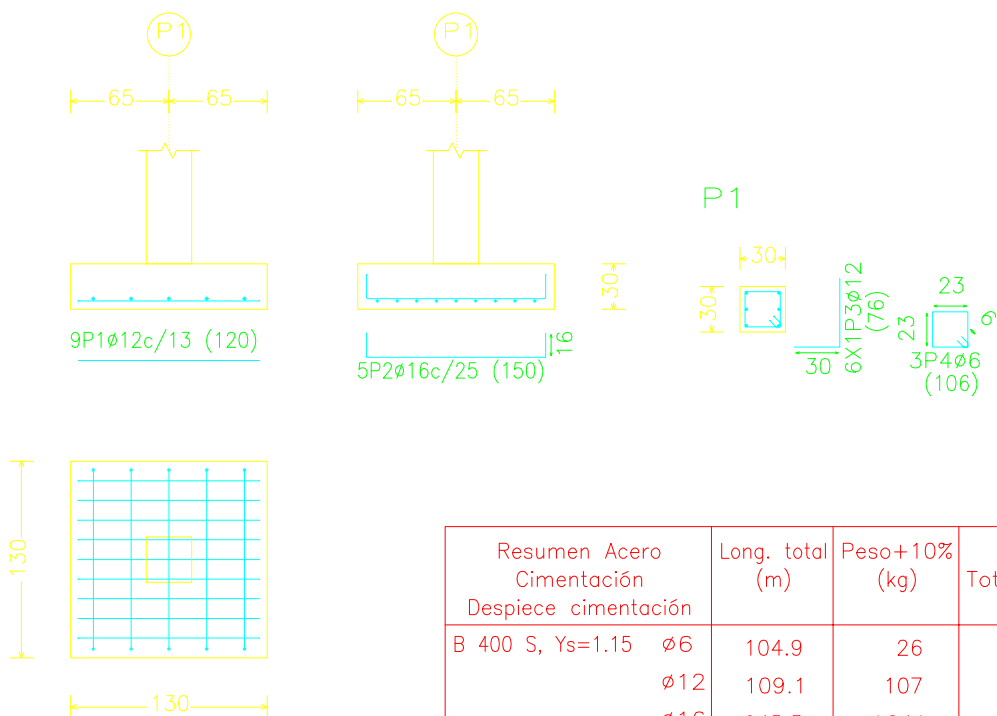 P1
P1
65
65
65
65
P1
30
30
30
9P1ø12c/13 (120)
16
5P2ø16c/25 (150)
30
6X1P3ø12
(76)
23
23
6
3P4ø6
(106)
130
130
Resumen Acero
Cimentación
Despiece cimentación
Long. total
(m)
Peso+10%
(kg)
B 400 S, Ys=1.15 ø6 104.9 26
ø12 109.1 107